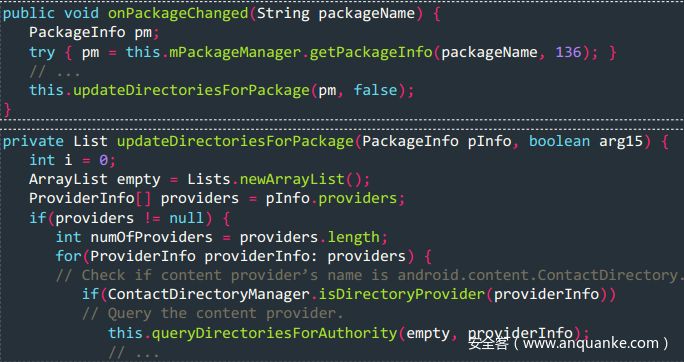 public void onPackageChanged(String packageName) {
PackageInfo pm;
try { pm = this.mPackageManager.getPackageInfo(packageName, 136); }
// ...
this.updateDirectoriesForPackage(pm, false);
}
private List updateDirectoriesForPackage(PackageInfo pInfo, boolean arg15) {
int i = 0;
ArrayList empty = Lists.newArrayList();
ProviderInfo[] providers = pInfo.providers;
if(providers != null) {
int numOfProviders = providers.length;
for(ProviderInfo providerInfo: providers) {
// Check if content provider’s name is android.content.ContactDirectory.
if(ContactDirectoryManager.isDirectoryProvider(providerInfo))
// Query the content provider.
this.queryDirectoriesForAuthority(empty, providerInfo);
// ...
安全客（www.anquanke.com）